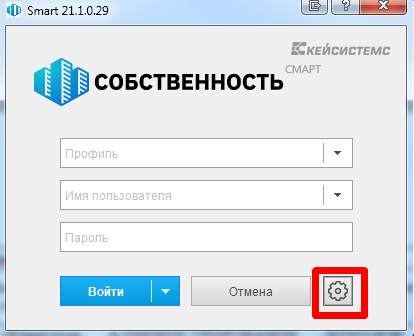 Smart 21.1.0.29
КЕЙСИСТЕМС
СМАРТ
СОБСТВЕННОСТЬ
Профиль
Имя пользователя
Пароль
Войти
Отмена